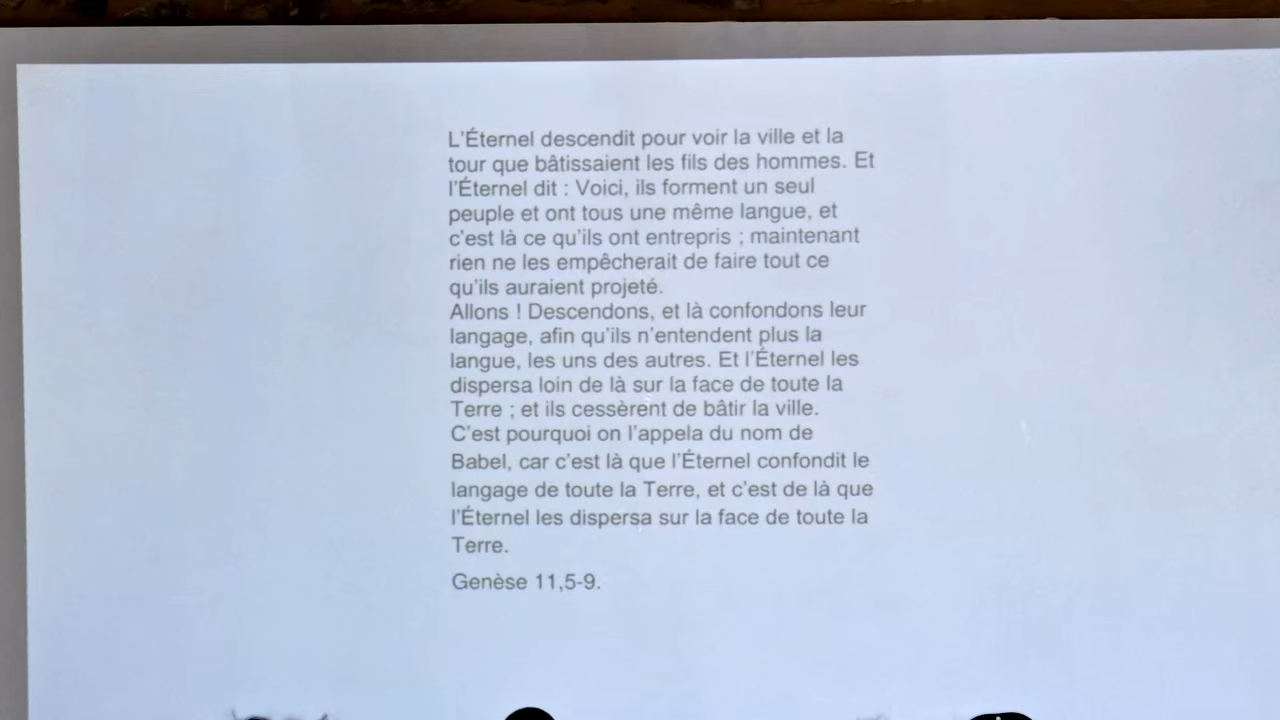 L'Éternel descendit pour voir la ville et la
tour que bâtissaient les fils des hommes. Et
l'Éternel dit : Voici, ils forment un seul
peuple et ont tous une même langue, et
c'est là ce qu'ils ont entrepris ; maintenant
rien ne les empêcherait de faire tout ce
qu'ils auraient projeté.
Allons ! Descendons, et là confondons leur
langage, afin qu'ils n'entendent plus la
langue, les uns des autres. Et l'Éternel les
dispersa loin de là sur la face de toute la
Terre ; et ils cessèrent de bâtir la ville.
C'est pourquoi on l'appela du nom de
Babel, car c'est là que l'Éternel confondit le
langage de toute la Terre, et c'est de là que
l'Éternel les dispersa sur la face de toute la
Terre.
Genèse 11,5-9.